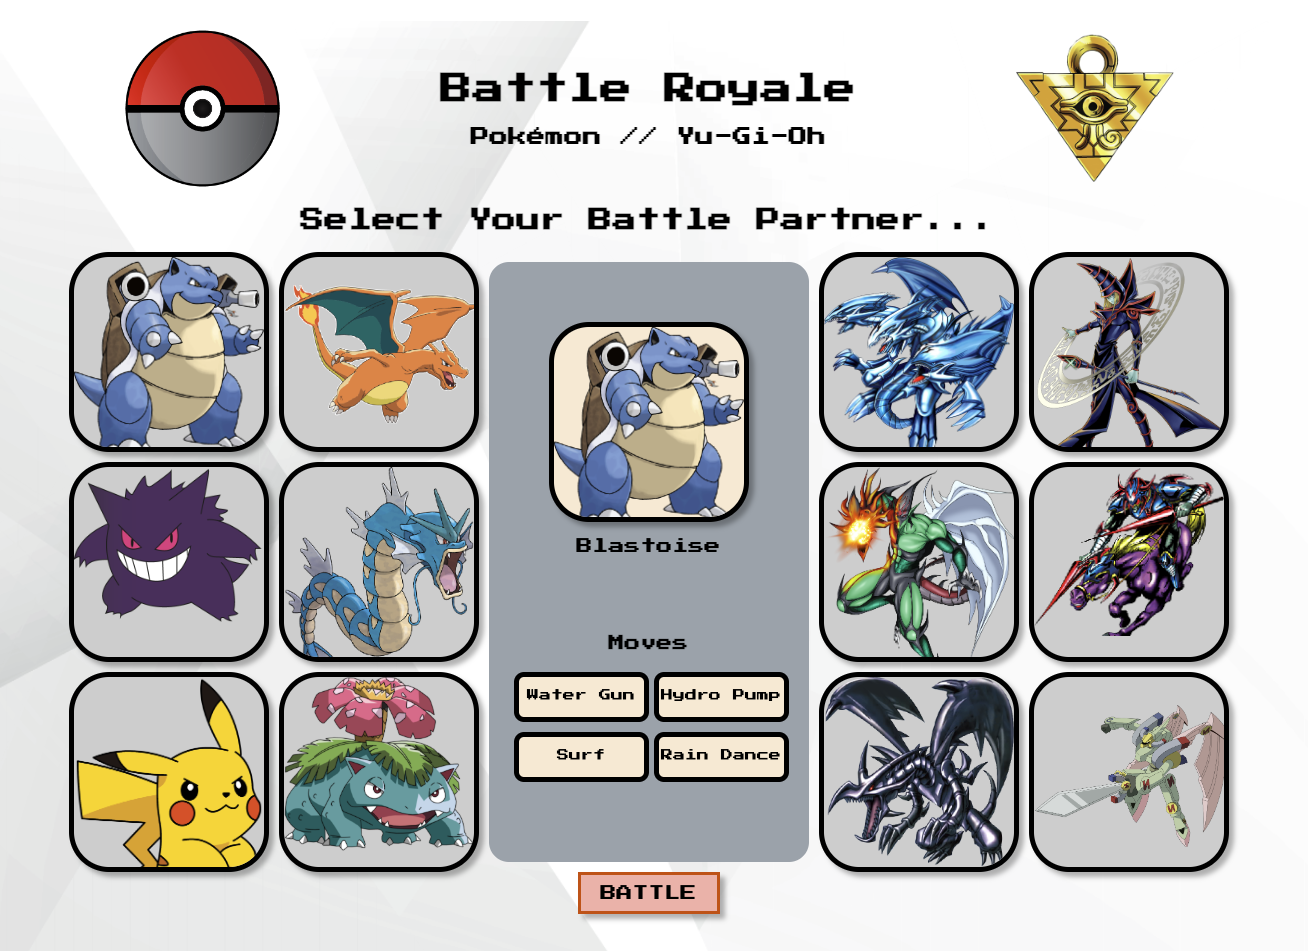 Battle Royale
Pokémon // Yu-Gi-Oh
Select Your Battle Partner...
Blastoise
Moves
Water Gun
Hydro Pump
Surf
Rain Dance
BATTLE